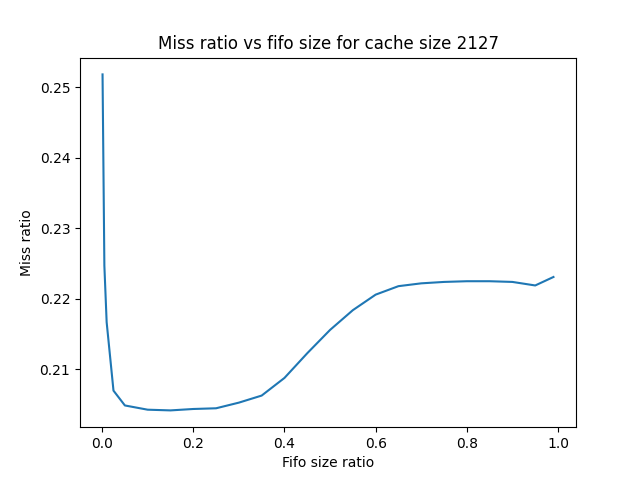 Miss ratio vs fifo size for cache size 2127
0.25
0.24
0.23
0.22
0.21
Miss ratio
0.0 0.2 0.4 0.6 0.8 1.0
Fifo size ratio